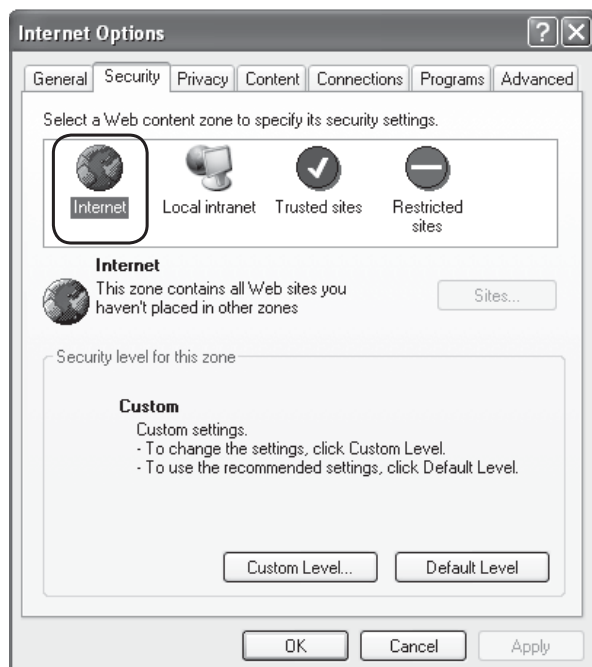 Internet Options
General Security Privacy Content Connections Programs Advanced
Select a Web content zone to specify its security settings.
Internet Local intranet Trusted sites Restricted
sites
Internet
This zone contains all Web sites you
haven't placed in other zones
Sites...
Security level for this zone
Custom
Custom settings.
- To change the settings, click Custom Level.
- To use the recommended settings, click Default Level.
Custom Level... Default Level
OK Cancel Apply